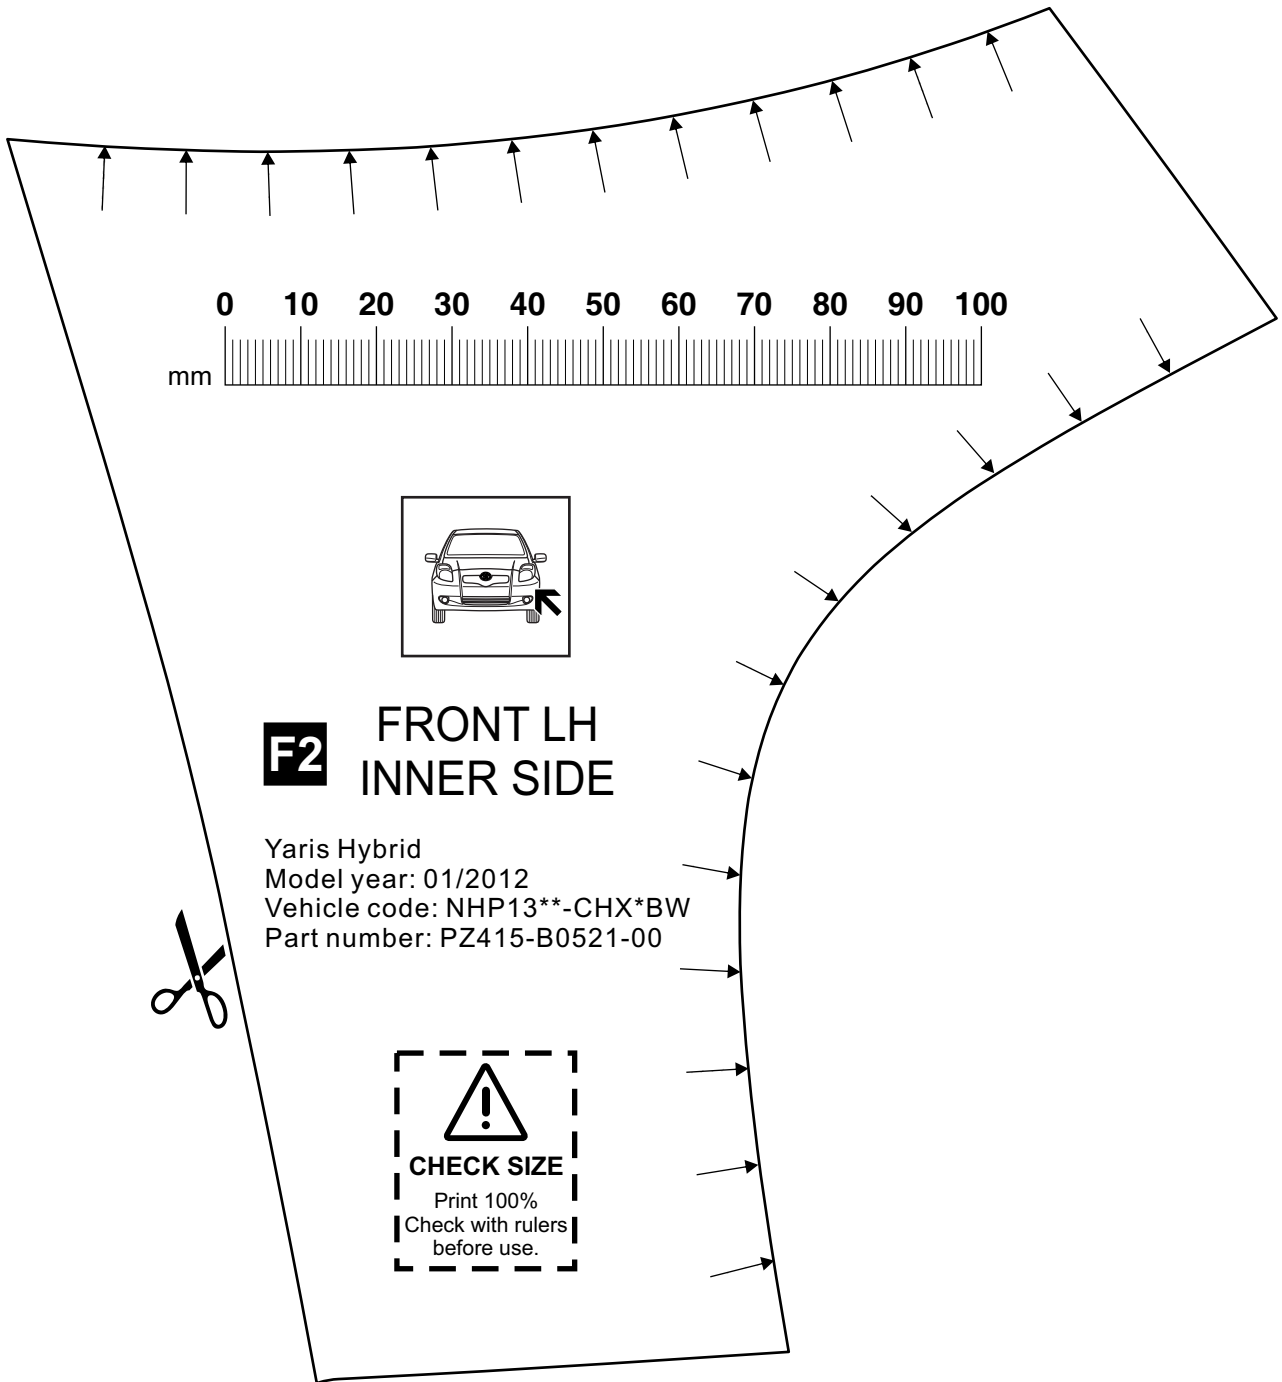 0 10 20 30 40 50 60 70 80 90 100
mm
F2
FRONT LH
INNER SIDE
Yaris Hybrid
Model year: 01/2012
Vehicle code: NHP13**-CHX*BW
Part number: PZ415-B0521-00
CHECK SIZE
Print 100%
Check with rulers
before use.